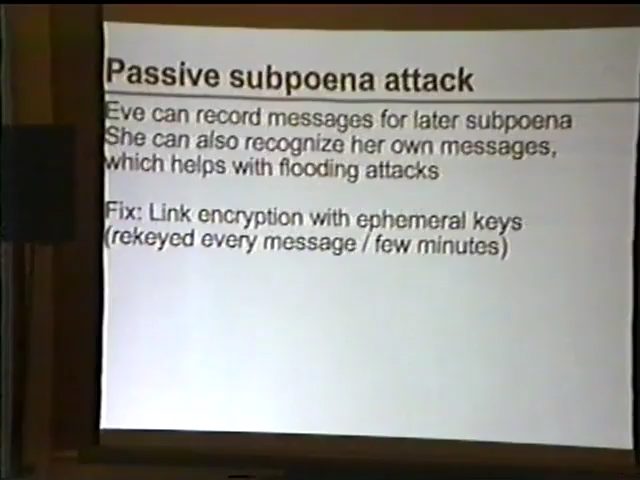 Passive subpoena attack
Eve can record messages for later subpoena
She can also recognize her own messages,
which helps with flooding attacks
Fix: Link encryption with ephemeral keys
(rekeyed every message / few minutes)